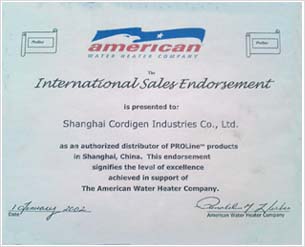 american
WATER HEATER COMPANY
The
International Sales Endorsement
is presented to:
Shanghai Cordigen Industries Co., Ltd.
as an authorized distributor of PROLine™ products
in Shanghai, China. This endorsement
signifies the level of excellence
achieved in support of
The American Water Heater Company.
1 January 2002
Date
American Water Heater Company